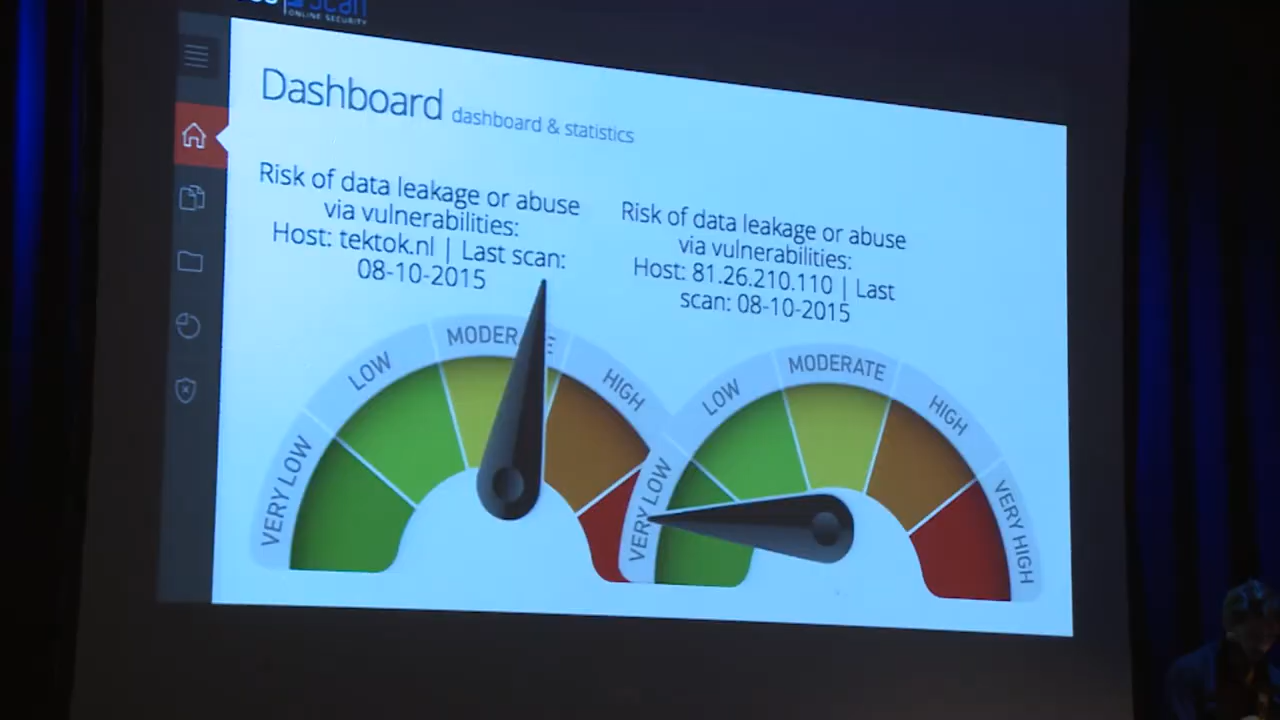 Scan
ONLINE SECURITY
Dashboard dashboard & statistics
Risk of data leakage or abuse
via vulnerabilities:
Host: tektok.nl | Last scan:
08-10-2015
VERY LOW
LOW
HIGH
Risk of data leakage or abuse
via vulnerabilities:
Host: 81.26.210.110 | Last
scan: 08-10-2015
VERY LOW
LOW
MODERATE
HIGH
VERY HIGH